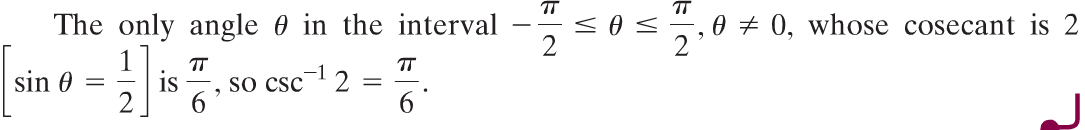 The only angle θ in the interval −π/2 ≤ θ ≤ π/2, θ ≠ 0, whose cosecant is 2
[sin θ = 1/2] is π/6, so csc⁻¹ 2 = π/6.